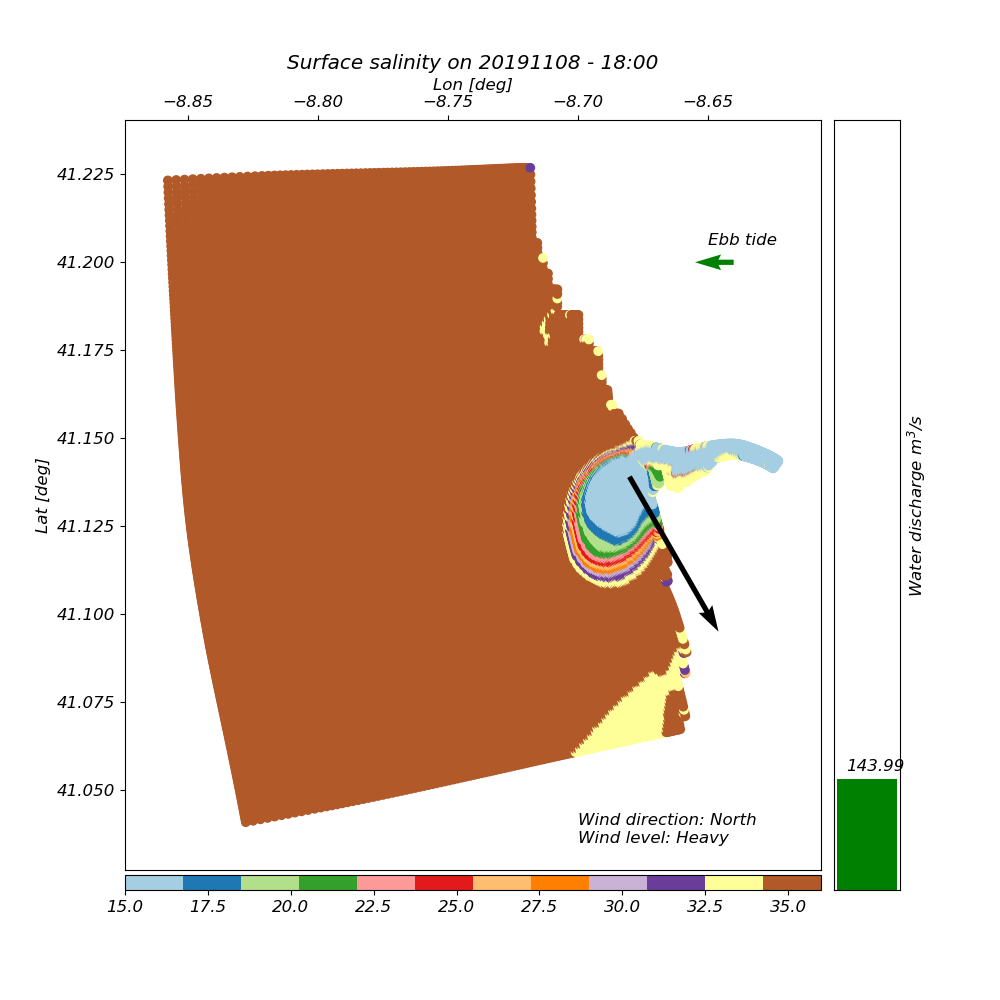 Surface salinity on 20191108 - 18:00
Lon [deg]
−8.85 −8.80 −8.75 −8.70 −8.65
41.225
41.200
41.175
41.150
41.125
41.100
41.075
41.050
Lat [deg]
Ebb tide
Water discharge m³/s
143.99
Wind direction: North
Wind level: Heavy
15.0 17.5 20.0 22.5 25.0 27.5 30.0 32.5 35.0